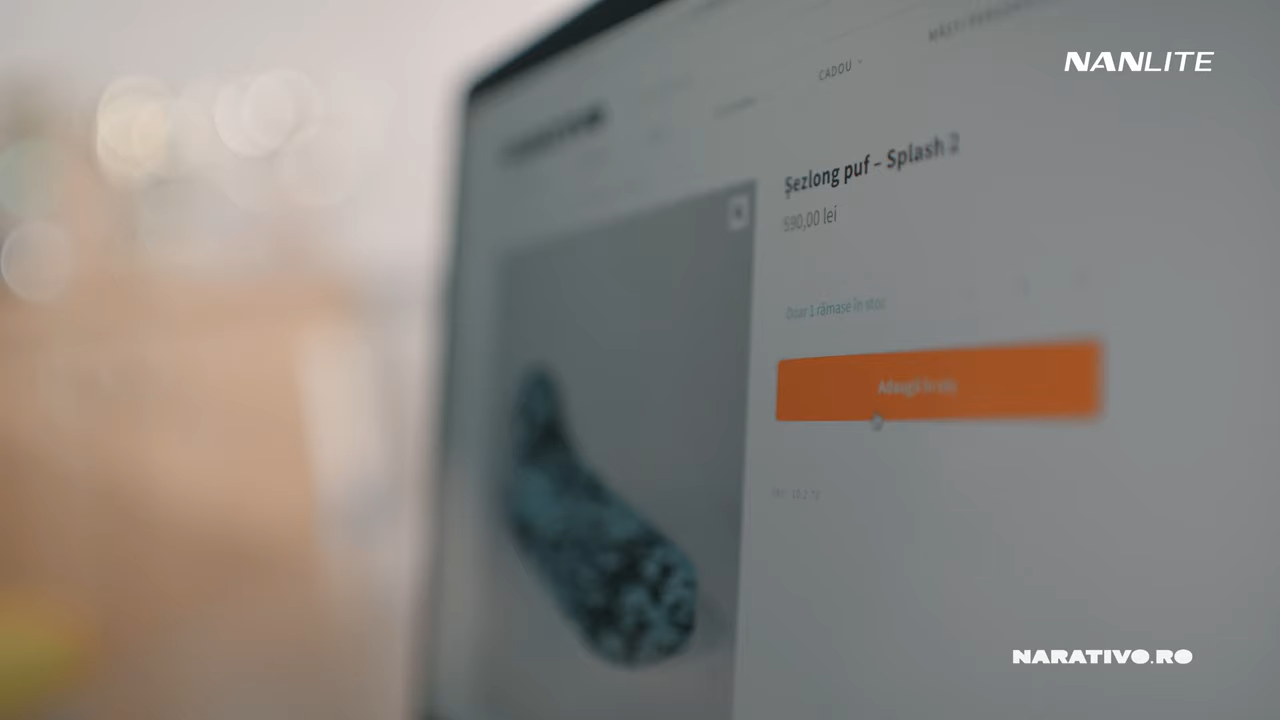 NANLITE
CADOU
Șezlong puf – Splash 2
590,00 lei
Doar 1 rămase în stoc
Adaugă în coș
NARATIVO.RO